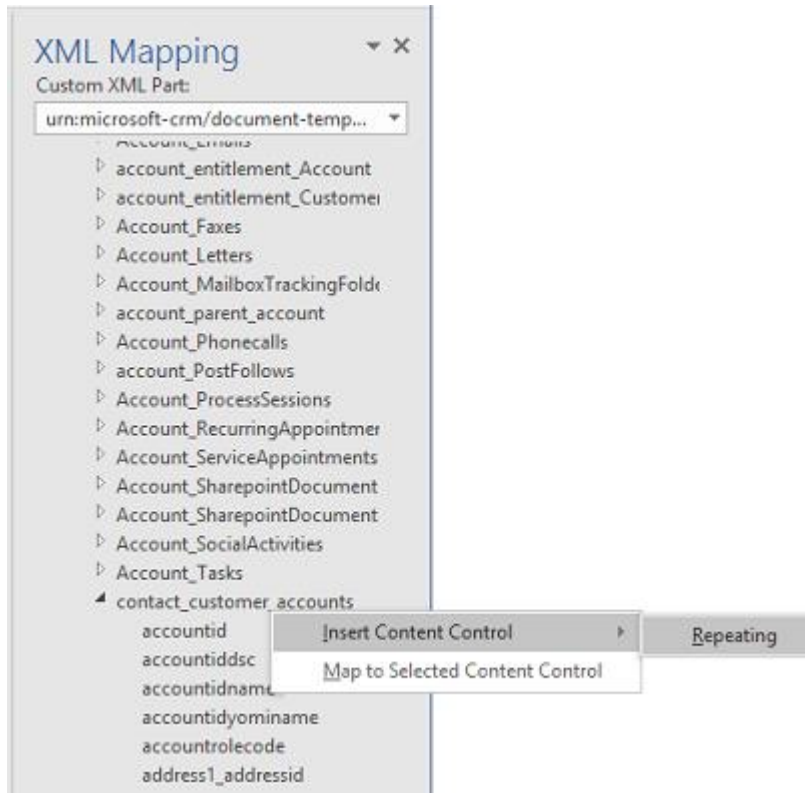 XML Mapping
Custom XML Part:
urn:microsoft-crm/document-temp...
Account_Emails
account_entitlement_Account
account_entitlement_Customer
Account_Faxes
Account_Letters
Account_MailboxTrackingFolde
account_parent_account
Account_Phonecalls
account_PostFollows
Account_ProcessSessions
Account_RecurringAppointmen
Account_ServiceAppointments
Account_SharepointDocument
Account_SharepointDocument
Account_SocialActivities
Account_Tasks
contact_customer_accounts
accountid Insert Content Control Repeating
accountiddsc Map to Selected Content Control
accountidname
accountidyominame
accountrolecode
address1_addressid